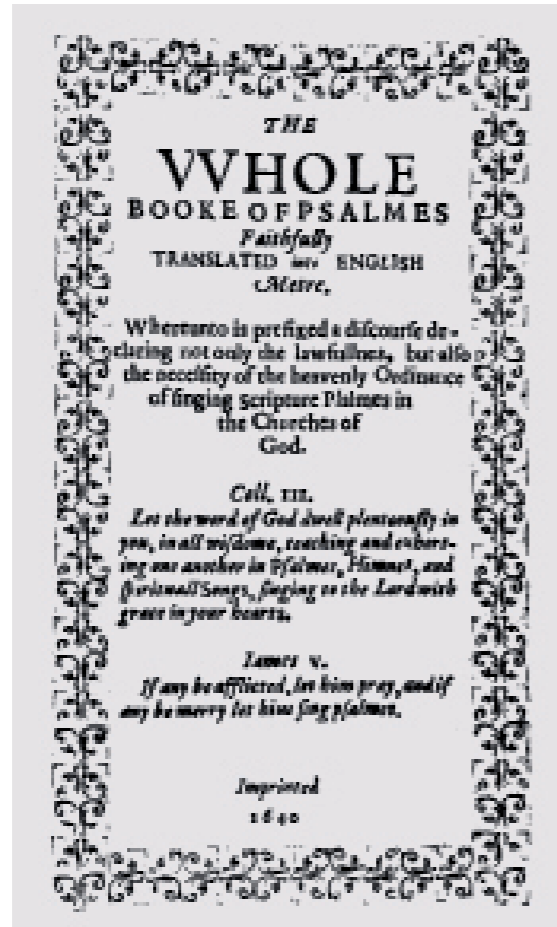 THE
VVHOLE
BOOKE OF PSALMES
Faithfully
TRANSLATED into ENGLISH
Metre.
Whereunto is prefixed a discourse de-
claring not only the lawfullnes, but also
the necessity of the heavenly Ordinance
of singing Scripture Psalmes in
the Churches of
God.
Coll. III.
Let the word of God dwell plenteously in
you, in all wisdome, teaching and exhort-
ing one another in Psalmes, Himnes, and
spirituall Songs, singing to the Lord with
grace in your hearts.
Iames v.
If any be afflicted, let him pray, and if
any be merry let him sing psalmes.
Imprinted
1640